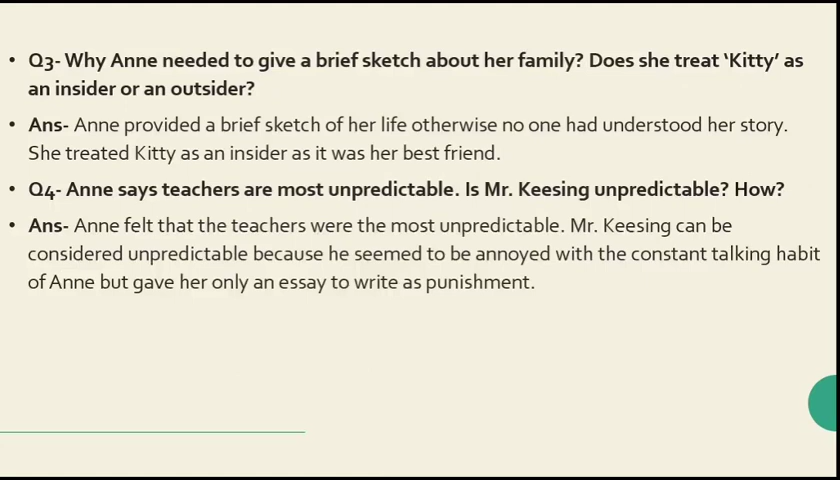 • Q3- Why Anne needed to give a brief sketch about her family? Does she treat ‘Kitty’ as
an insider or an outsider?
• Ans- Anne provided a brief sketch of her life otherwise no one had understood her story.
She treated Kitty as an insider as it was her best friend.
• Q4- Anne says teachers are most unpredictable. Is Mr. Keesing unpredictable? How?
• Ans- Anne felt that the teachers were the most unpredictable. Mr. Keesing can be
considered unpredictable because he seemed to be annoyed with the constant talking habit
of Anne but gave her only an essay to write as punishment.